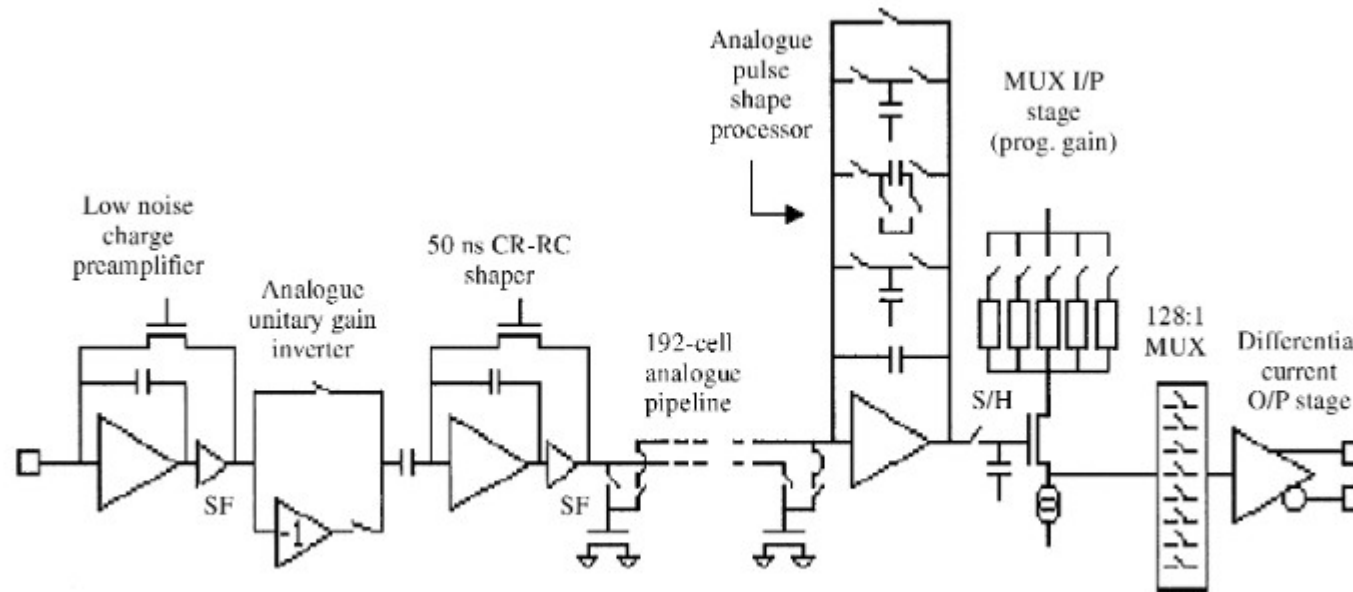 Analogue
pulse
shape
processor
MUX I/P
stage
(prog. gain)
Low noise
charge
preamplifier
50 ns CR-RC
shaper
Analogue
unitary gain
inverter
192-cell
analogue
pipeline
128:1
MUX
Differential
current
O/P stage
S/H
SF
-1
SF